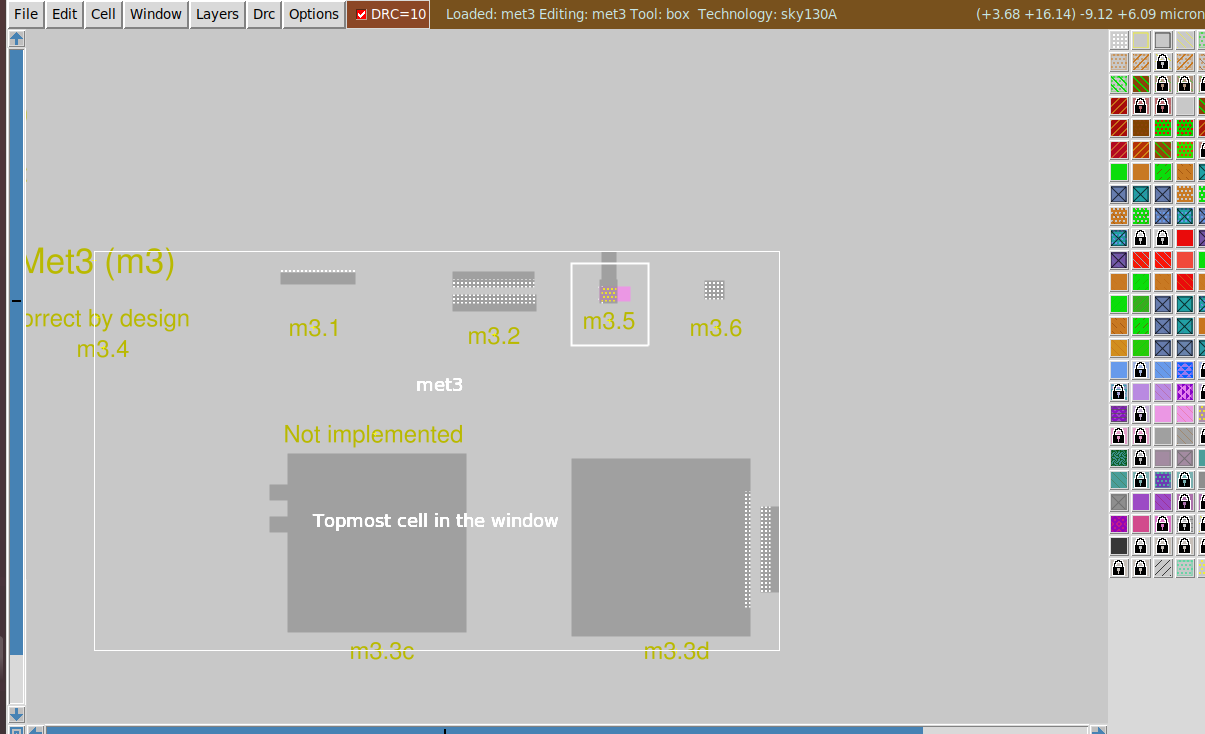 File Edit Cell Window Layers Drc Options DRC=10 Loaded: met3 Editing: met3 Tool: box Technology: sky130A (+3.68 +16.14) -9.12 +6.09 micron
Met3 (m3)
orrect by design
m3.4
m3.1
m3.2
m3.5
m3.6
met3
Not implemented
Topmost cell in the window
m3.3c
m3.3d